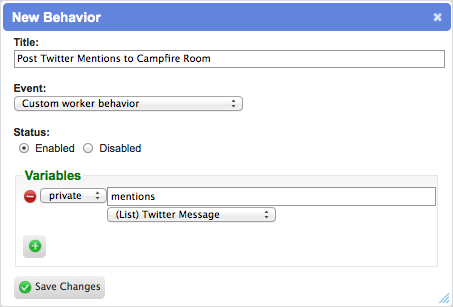 New Behavior
Title:
Post Twitter Mentions to Campfire Room
Event:
Custom worker behavior
Status:
Enabled Disabled
Variables
private mentions
(List) Twitter Message
Save Changes